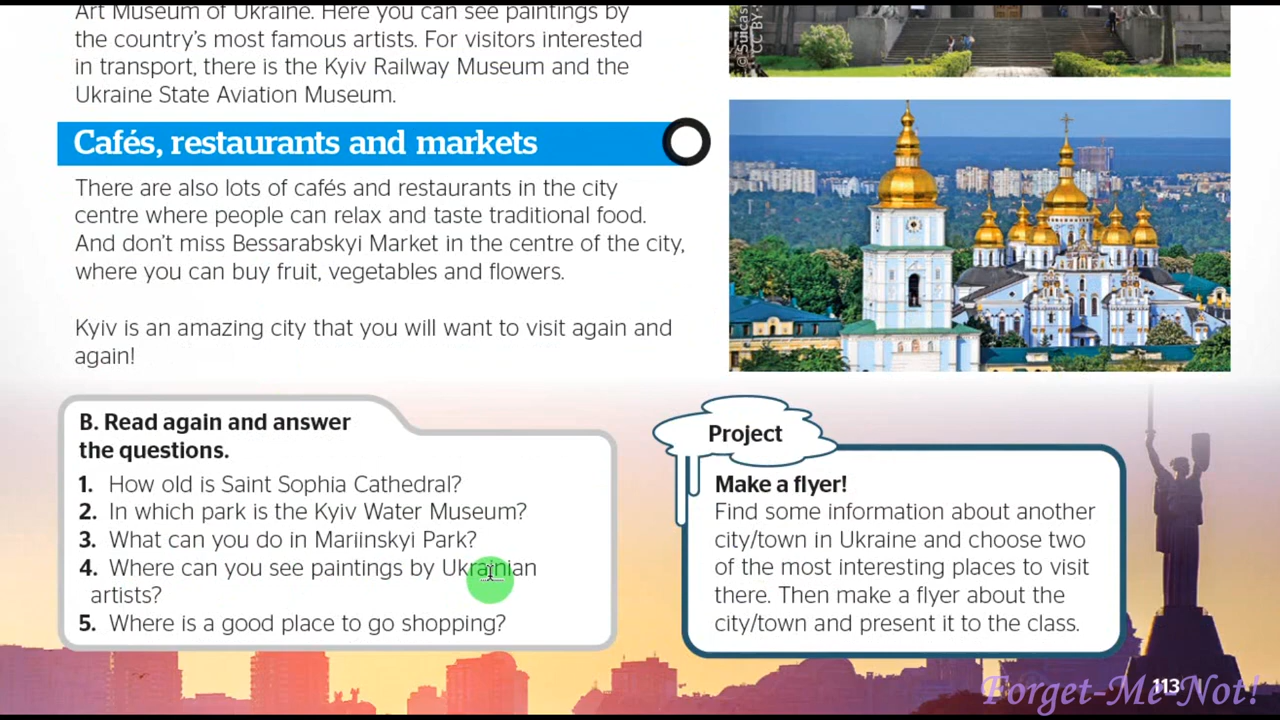 Art Museum of Ukraine. Here you can see paintings by
the country's most famous artists. For visitors interested
in transport, there is the Kyiv Railway Museum and the
Ukraine State Aviation Museum.
Cafés, restaurants and markets
There are also lots of cafés and restaurants in the city
centre where people can relax and taste traditional food.
And don't miss Bessarabskyi Market in the centre of the city,
where you can buy fruit, vegetables and flowers.
Kyiv is an amazing city that you will want to visit again and
again!
B. Read again and answer
the questions.
1. How old is Saint Sophia Cathedral?
2. In which park is the Kyiv Water Museum?
3. What can you do in Mariinskyi Park?
4. Where can you see paintings by Ukrainian
artists?
5. Where is a good place to go shopping?
Project
Make a flyer!
Find some information about another
city/town in Ukraine and choose two
of the most interesting places to visit
there. Then make a flyer about the
city/town and present it to the class.
113
Forget-Me-Not!